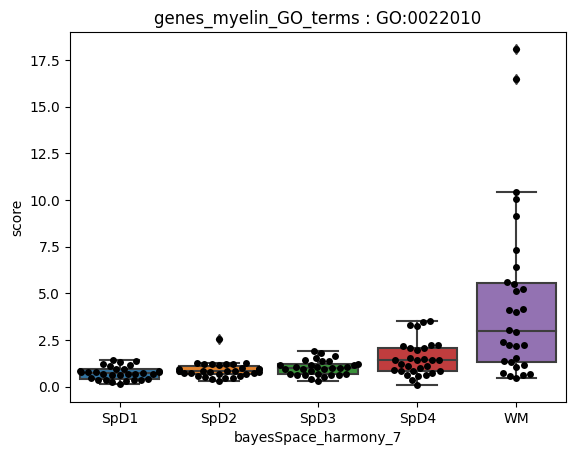 genes_myelin_GO_terms : GO:0022010
17.5
15.0
12.5
10.0
7.5
5.0
2.5
0.0
score
SpD1 SpD2 SpD3 SpD4 WM
bayesSpace_harmony_7